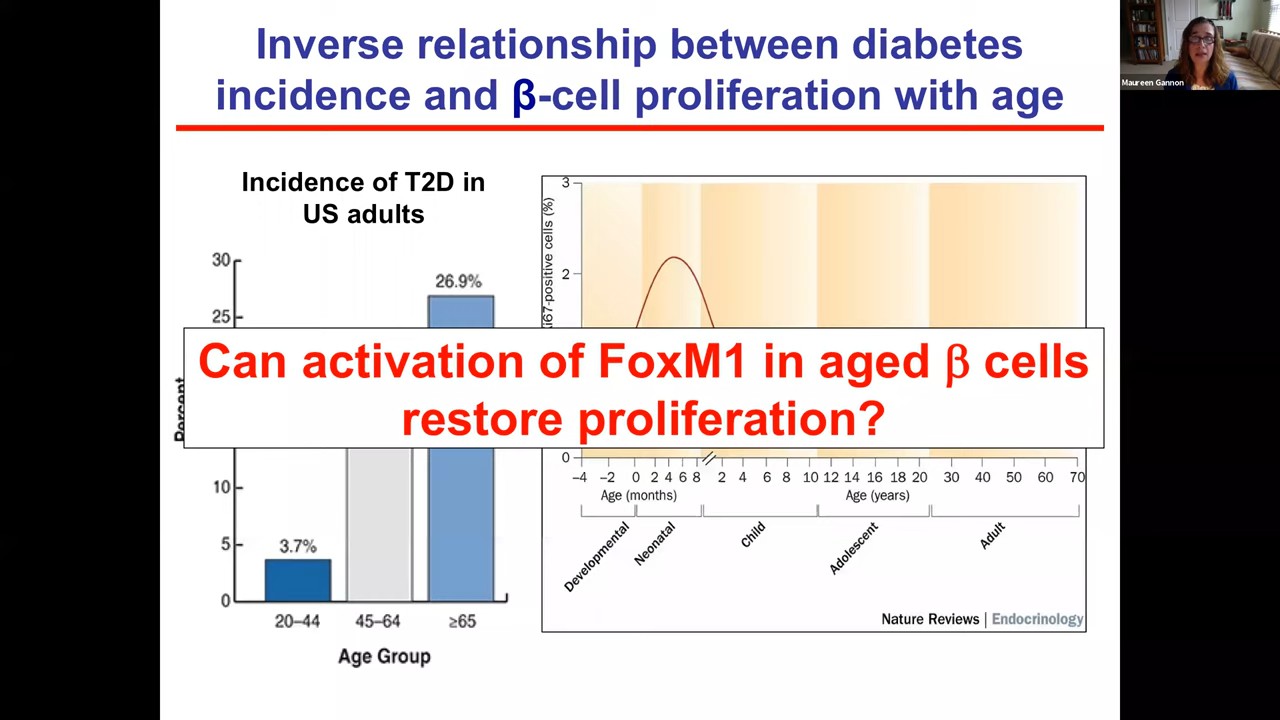 Inverse relationship between diabetes
incidence and β-cell proliferation with age
Maureen Gannon
Incidence of T2D in
US adults
30
25
10
5
0
Percent
26.9%
3.7%
20–44 45–64 ≥65
Age Group
Can activation of FoxM1 in aged β cells
restore proliferation?
3
2
0
Ki67-positive cells (%)
–4 –2 0 2 4 6 8 2 4 6 8 10 12 14 16 18 20 30 40 50 60 70
Age (months) Age (years)
Developmental
Neonatal
Child
Adolescent
Adult
Nature Reviews | Endocrinology